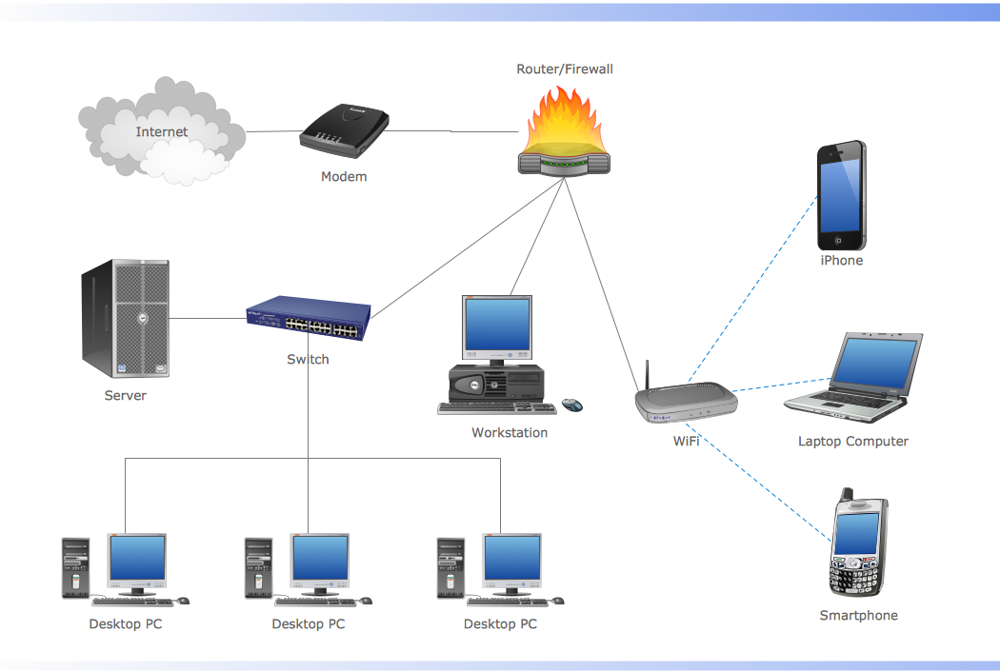 Router/Firewall
Internet
Modem
iPhone
Switch
Server
Workstation
WiFi
Laptop Computer
Smartphone
Desktop PC
Desktop PC
Desktop PC